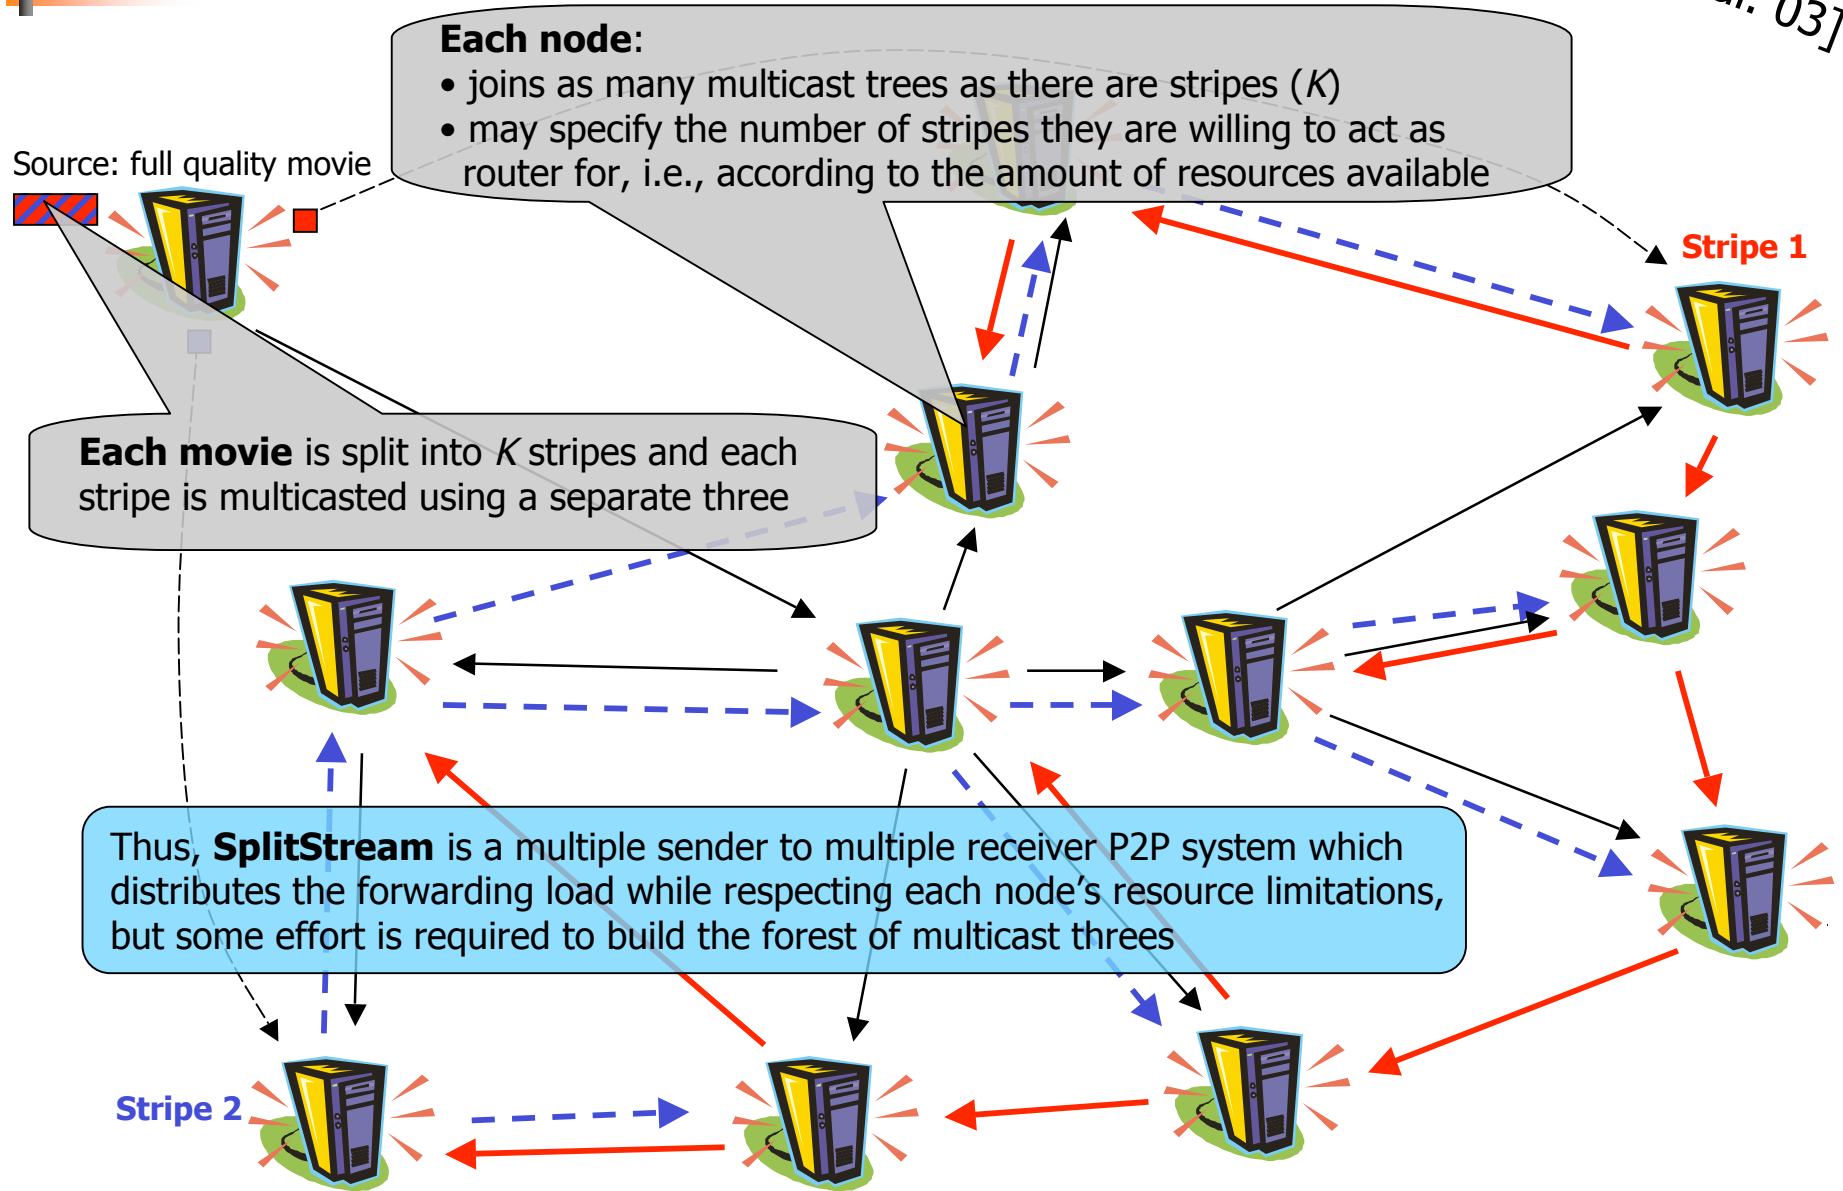 03]
Each node:
• joins as many multicast trees as there are stripes (K)
• may specify the number of stripes they are willing to act as
router for, i.e., according to the amount of resources available
Source: full quality movie
Stripe 1
Each movie is split into K stripes and each
stripe is multicasted using a separate three
Thus, SplitStream is a multiple sender to multiple receiver P2P system which
distributes the forwarding load while respecting each node’s resource limitations,
but some effort is required to build the forest of multicast threes
Stripe 2